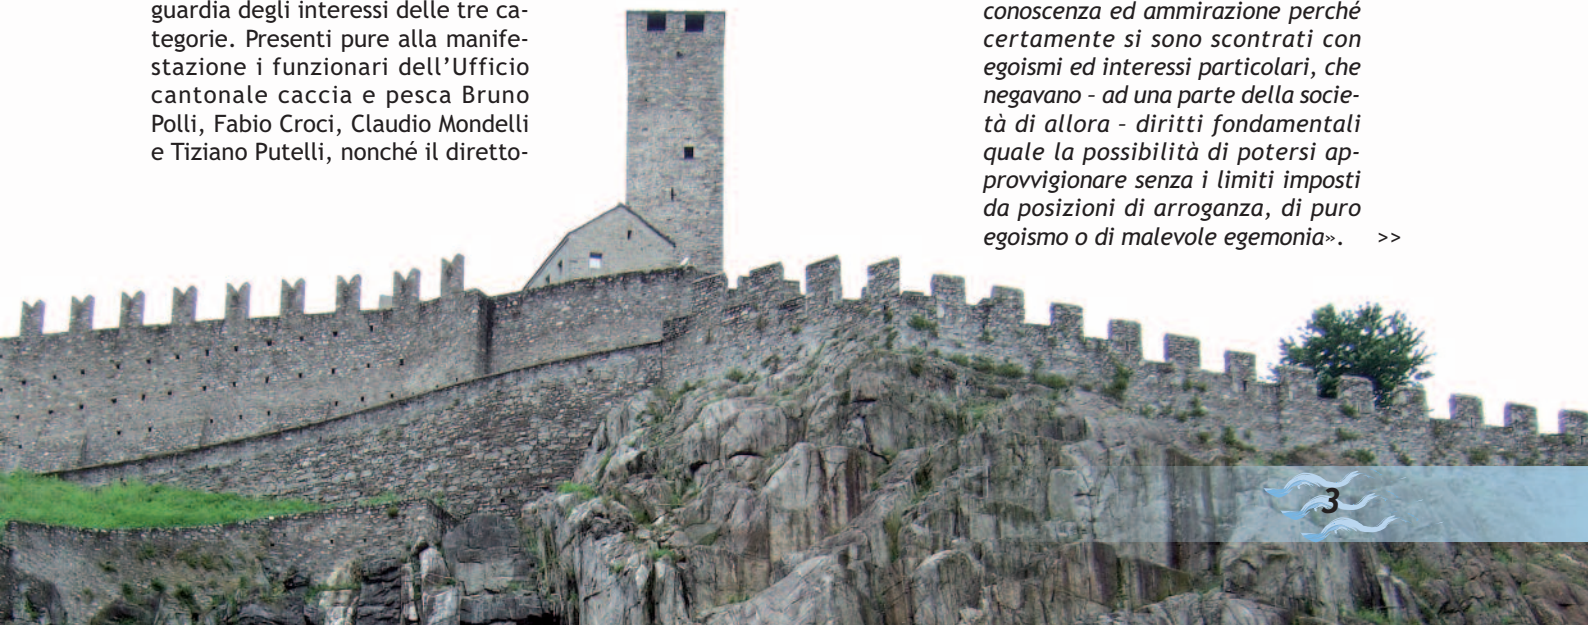 guardia degli interessi delle tre ca-
tegorie. Presenti pure alla manife-
stazione i funzionari dell’Ufficio
cantonale caccia e pesca Bruno
Polli, Fabio Croci, Claudio Mondelli
e Tiziano Putelli, nonché il diretto-
conoscenza ed ammirazione perché
certamente si sono scontrati con
egoismi ed interessi particolari, che
negavano – ad una parte della socie-
tà di allora – diritti fondamentali
quale la possibilità di potersi ap-
provvigionare senza i limiti imposti
da posizioni di arroganza, di puro
egoismo o di malevole egemonia». >>
3